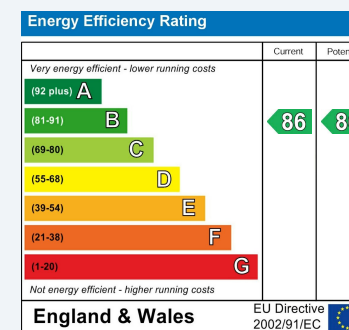 Energy Efficiency Rating
Current
Very energy efficient - lower running costs
(92 plus) A
(81-91) B
86
(69-80) C
(55-68) D
(39-54) E
(21-38) F
(1-20) G
Not energy efficient - higher running costs
England & Wales
EU Directive
2002/91/EC